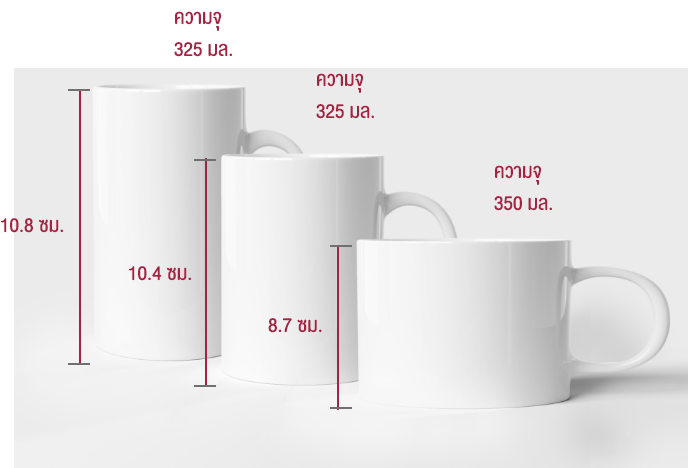 ความจุ
325 มล.
ความจุ
325 มล.
ความจุ
350 มล.
10.8 ซม.
10.4 ซม.
8.7 ซม.